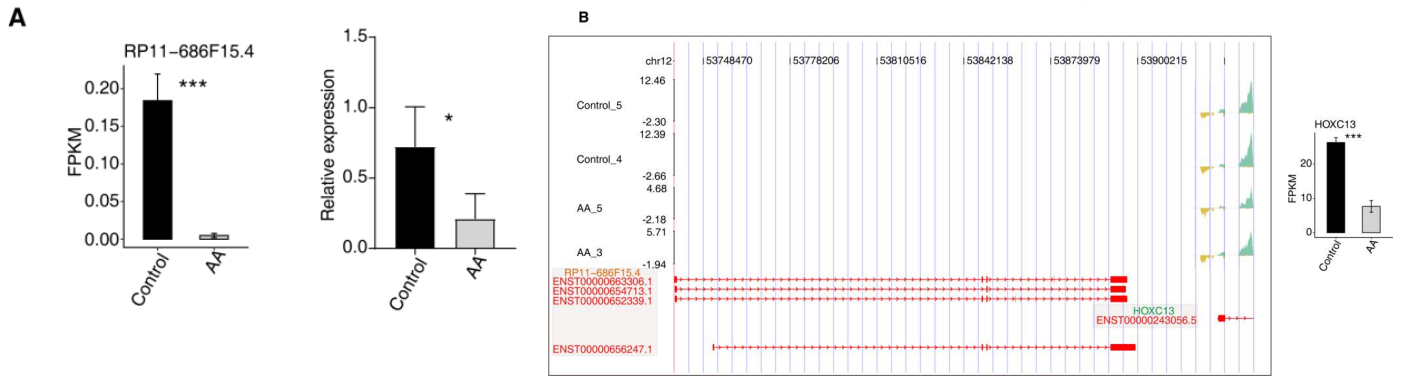 A
RP11−686F15.4
FPKM
0.20
0.15
0.10
0.05
0.00
***
Control
AA
Relative expression
1.5
1.0
0.5
0.0
*
Control
AA
B
chr12
53748470
53778206
53810516
53842138
53873979
53900215
12.46
Control_5
-2.30
12.39
Control_4
-2.66
4.68
AA_5
-2.18
5.71
AA_3
-1.94
RP11−686F15.4
ENST00000663306.1
ENST00000654713.1
ENST00000652339.1
HOXC13
ENST00000243056.5
ENST00000656247.1
HOXC13
***
FPKM
20
10
0
Control
AA